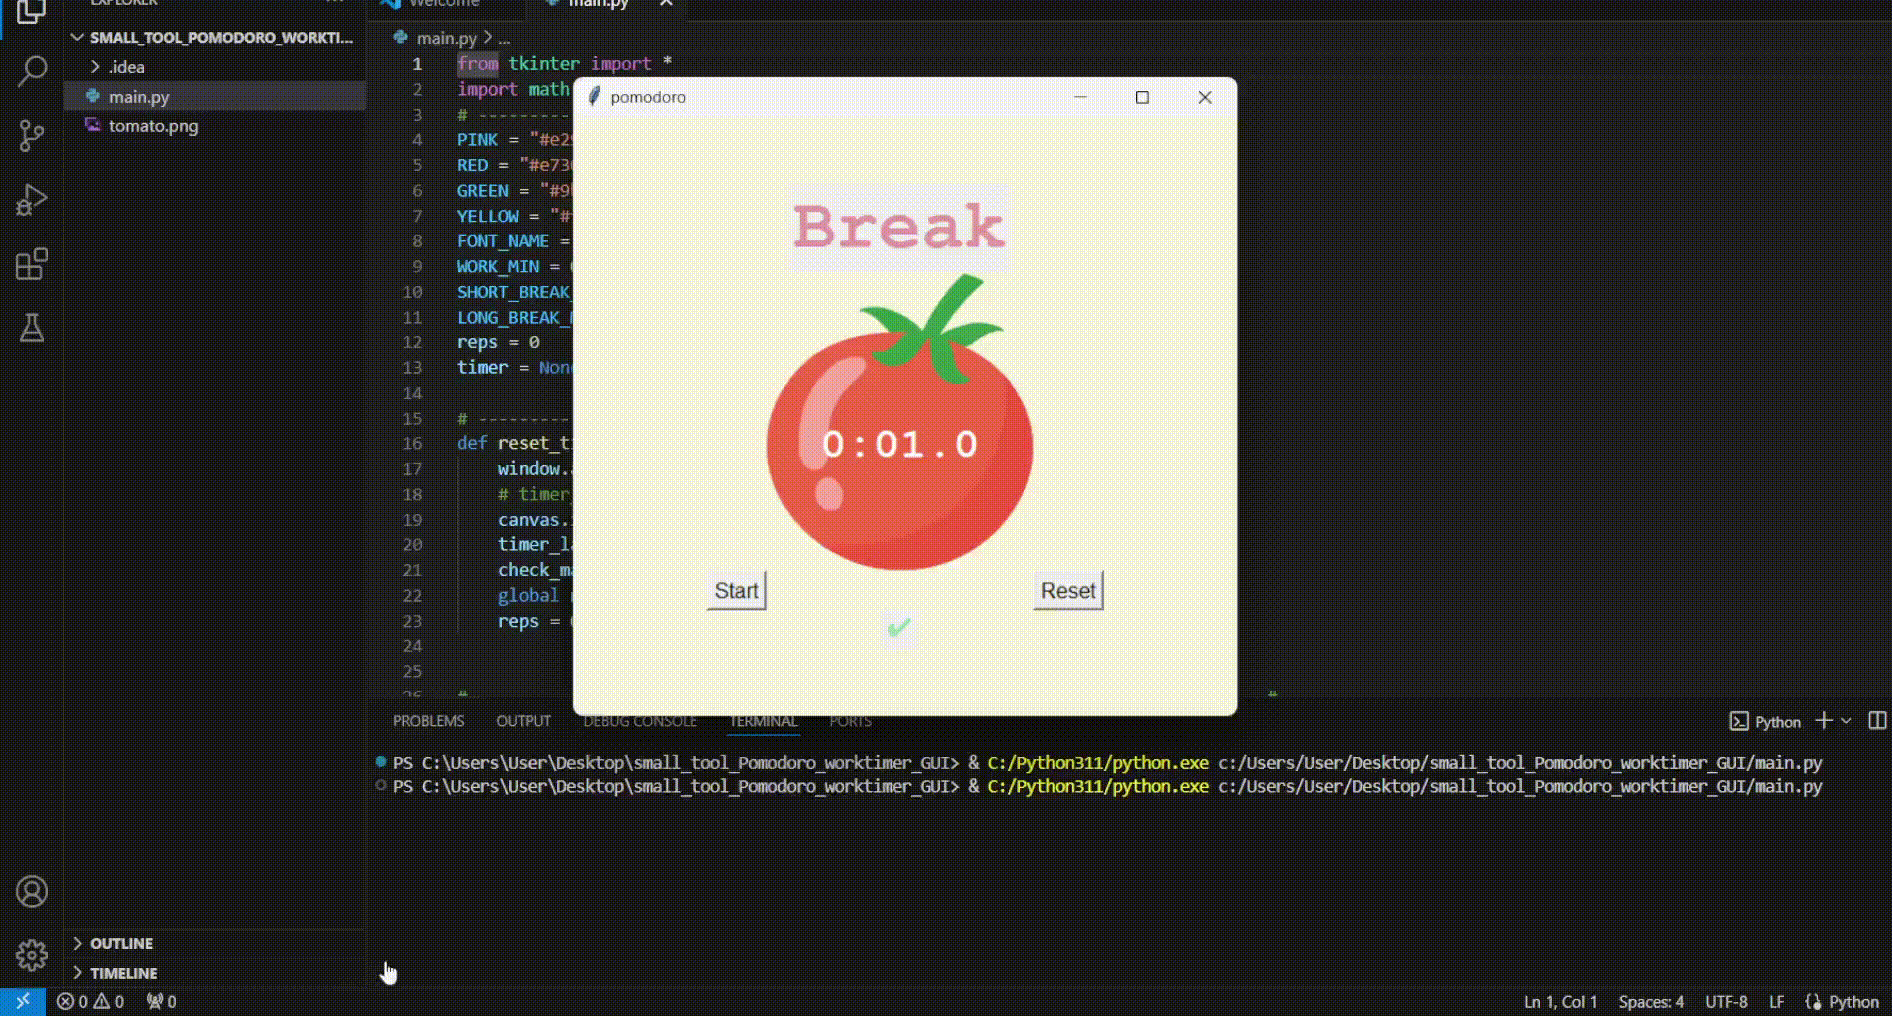 EXPLORER
Welcome
main.py
SMALL_TOOL_POMODORO_WORKTI...
.idea
main.py
tomato.png
main.py > ...
1 from tkinter import *
2 import math
3 # ---------
4 PINK = "#e2
5 RED = "#e73
6 GREEN = "#9
7 YELLOW = "#
8 FONT_NAME =
9 WORK_MIN =
10 SHORT_BREAK_
11 LONG_BREAK_
12 reps = 0
13 timer = None
14
15 # ---------
16 def reset_ti
17 window.
18 # timer
19 canvas.
20 timer_la
21 check_ma
22 global
23 reps =
24
25
26 #
pomodoro
Break
0:01.0
Start
Reset
✔
PROBLEMS
OUTPUT
DEBUG CONSOLE
TERMINAL
PORTS
Python
PS C:\Users\User\Desktop\small_tool_Pomodoro_worktimer_GUI> & C:/Python311/python.exe c:/Users/User/Desktop/small_tool_Pomodoro_worktimer_GUI/main.py
PS C:\Users\User\Desktop\small_tool_Pomodoro_worktimer_GUI> & C:/Python311/python.exe c:/Users/User/Desktop/small_tool_Pomodoro_worktimer_GUI/main.py
OUTLINE
TIMELINE
0 0 0
Ln 1, Col 1
Spaces: 4
UTF-8
LF
Python